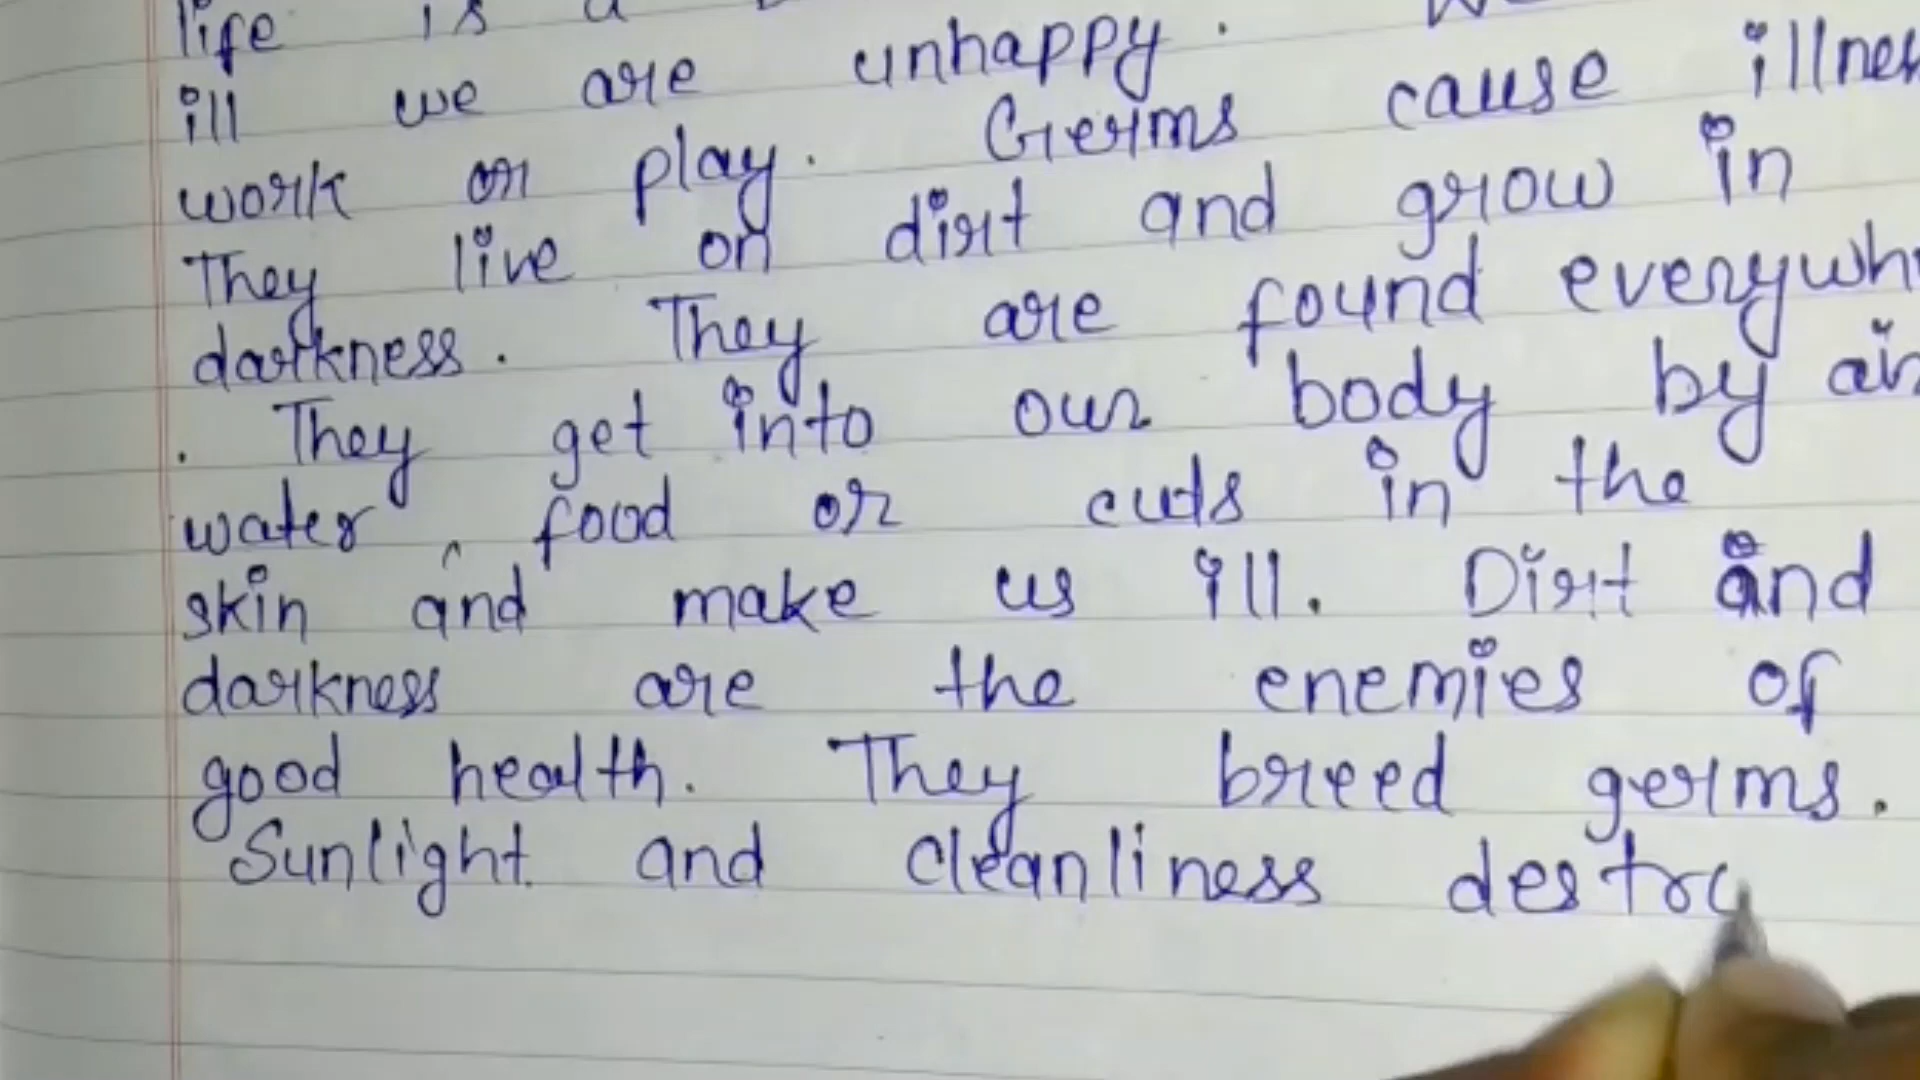 life is a
ill we are unhappy.
work or play. Germs cause illness
They live on dirt and grow in
darkness. They are found everywh
. They get into our body by air
water, food or cuts in the
skin and make us ill. Dirt and
darkness are the enemies of
good health. They breed germs.
Sunlight and cleanliness destro